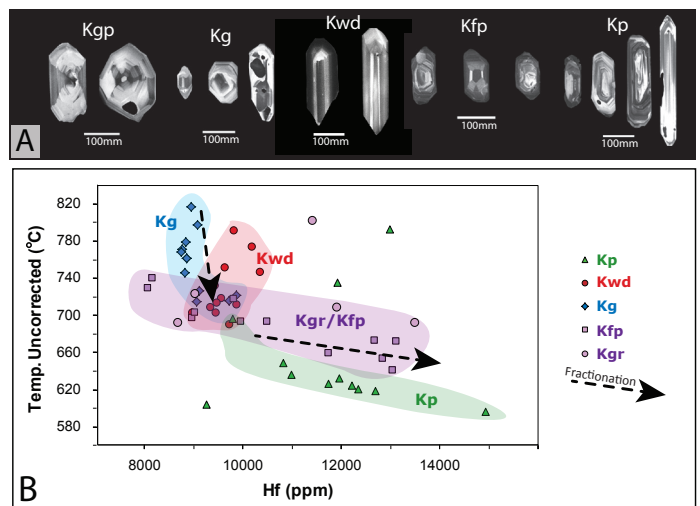 Kgp Kg Kwd Kfp Kp
100mm 100mm 100mm 100mm 100mm
A
820
780
740
700
660
620
580
Temp. Uncorrected (°C)
Kg
Kwd
Kgr/Kfp
Kp
8000 10000 12000 14000
Hf (ppm)
Kp
Kwd
Kg
Kfp
Kgr
Fractionation
B